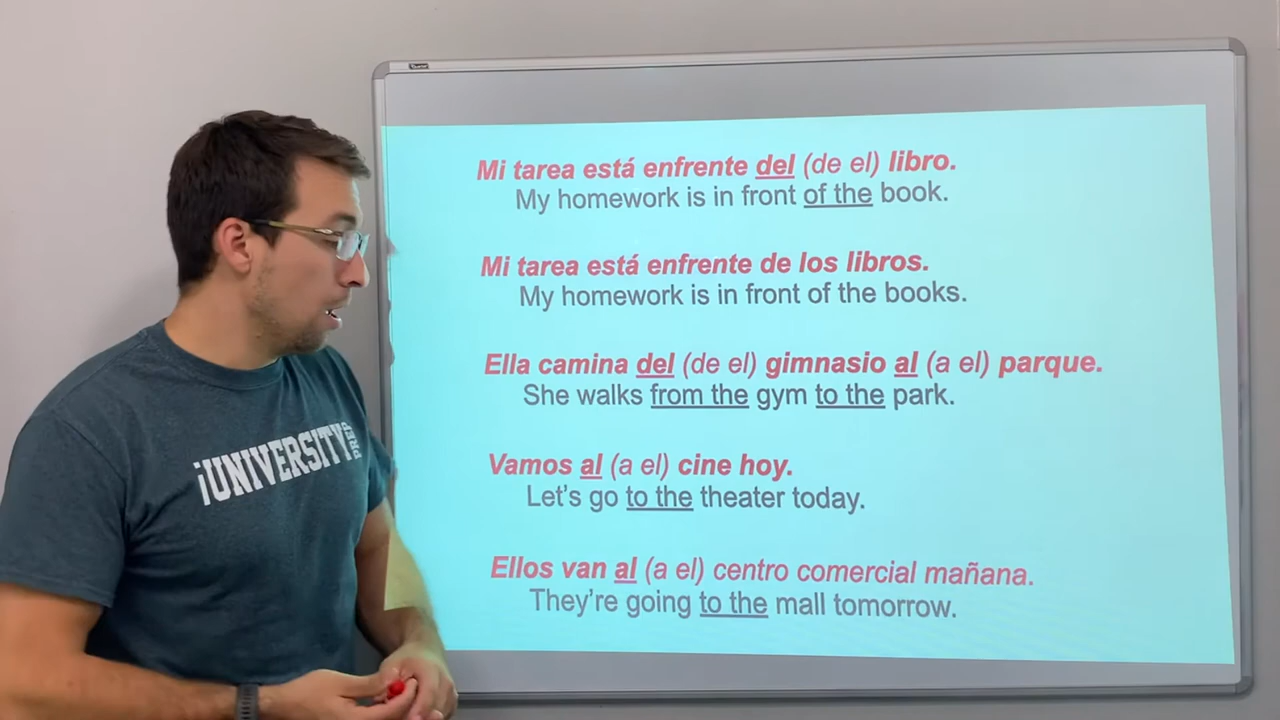 Mi tarea está enfrente del (de el) libro.
My homework is in front of the book.
Mi tarea está enfrente de los libros.
My homework is in front of the books.
Ella camina del (de el) gimnasio al (a el) parque.
She walks from the gym to the park.
Vamos al (a el) cine hoy.
Let's go to the theater today.
Ellos van al (a el) centro comercial mañana.
They're going to the mall tomorrow.
iUNIVERSITY
PREP